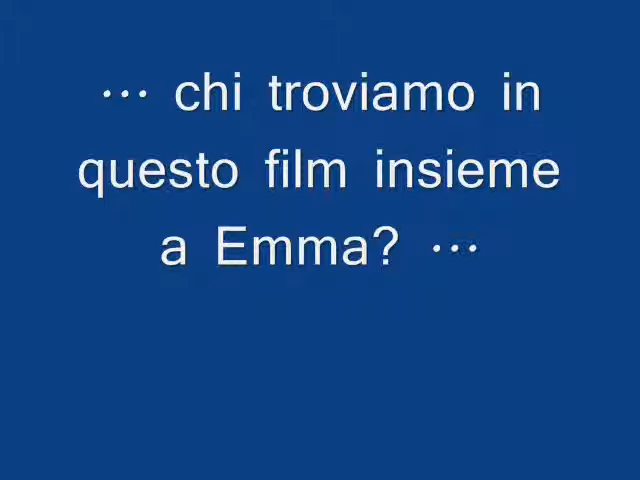 … chi troviamo in
questo film insieme
a Emma? …